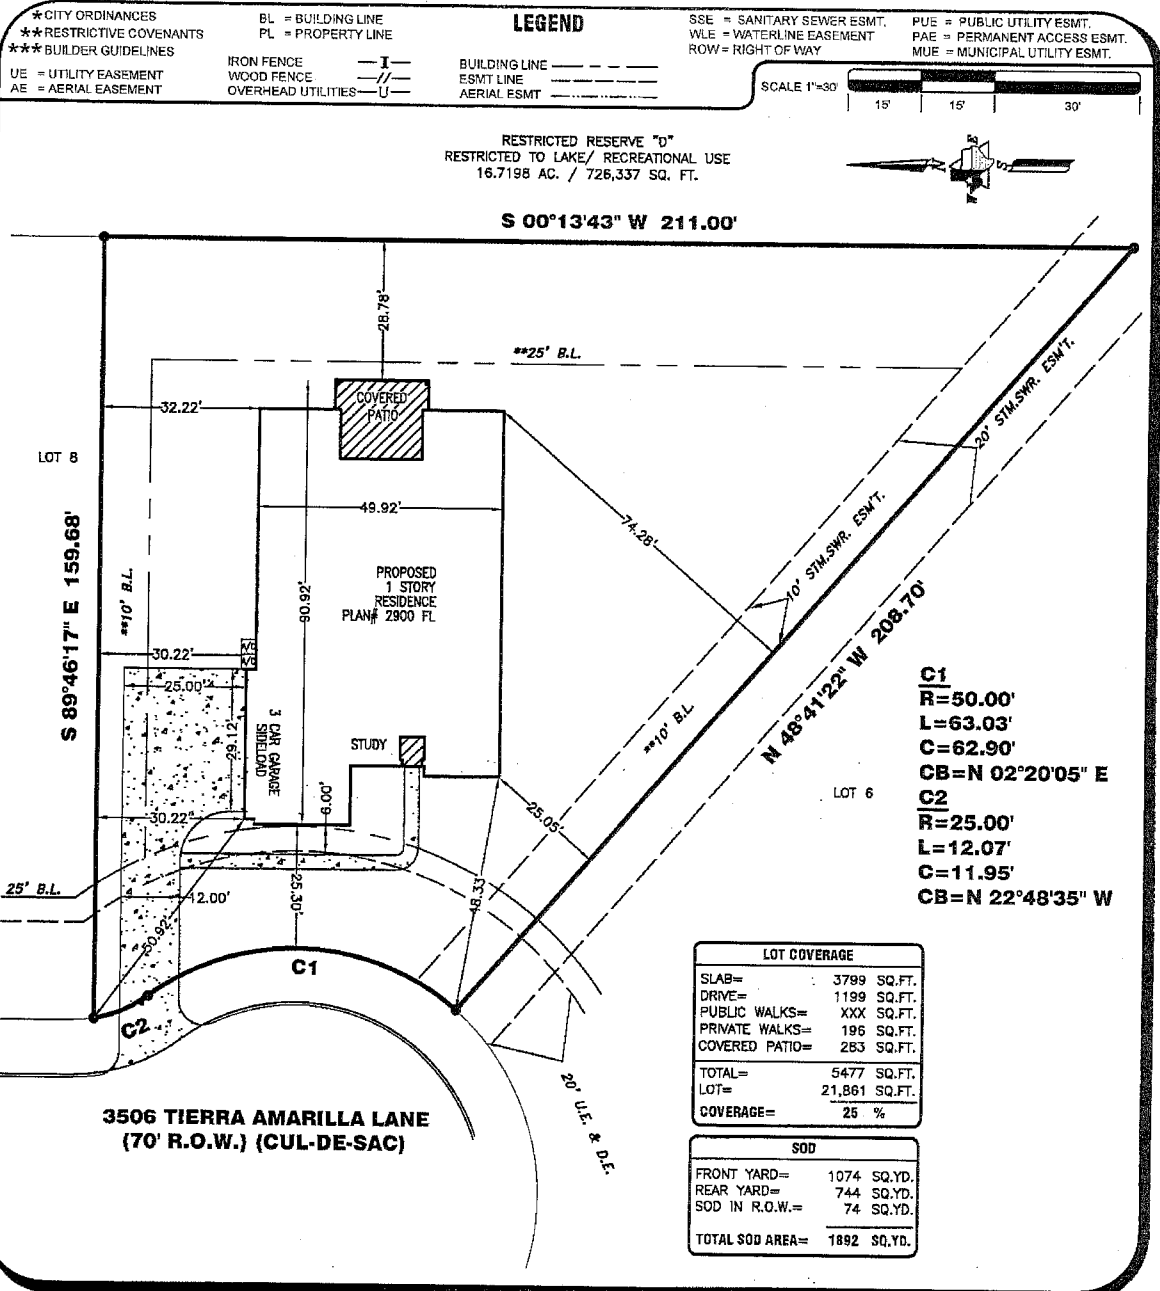 *CITY ORDINANCES
**RESTRICTIVE COVENANTS
***BUILDER GUIDELINES
UE = UTILITY EASEMENT
AE = AERIAL EASEMENT
BL = BUILDING LINE
PL = PROPERTY LINE
IRON FENCE —I—
WOOD FENCE —//—
OVERHEAD UTILITIES—U—
LEGEND
BUILDING LINE
ESMT LINE
AERIAL ESMT
SSE = SANITARY SEWER ESMT.
WLE = WATERLINE EASEMENT
ROW= RIGHT OF WAY
PUE = PUBLIC UTILITY ESMT.
PAE = PERMANENT ACCESS ESMT.
MUE = MUNICIPAL UTILITY ESMT.
SCALE 1"=30'
15' 15' 30'
RESTRICTED RESERVE "D"
RESTRICTED TO LAKE/ RECREATIONAL USE
16.7198 AC. / 728,337 SQ. FT.
N
E
S
W
S 00°13'43" W 211.00'
28.78'
**25' B.L.
COVERED
PATIO
32.22'
LOT 8
S 89°46'17" E 159.68'
**10' B.L.
49.92'
90.92'
PROPOSED
1 STORY
RESIDENCE
PLAN# 2900 FL
74.28'
20' STM.SWR. ESM'T.
10' STM.SWR. ESM'T.
N 48°41'22" W 208.70'
**10' B.L.
LOT 6
30.22'
25.00'
29.12'
3 CAR GARAGE
SIDELOAD
STUDY
6.00'
25.05'
30.22'
25' B.L.
12.00'
50.92'
25.30'
48.33'
C1
C2
C1
R=50.00'
L=63.03'
C=62.90'
CB=N 02°20'05" E
C2
R=25.00'
L=12.07'
C=11.95'
CB=N 22°48'35" W
20' U.E. & D.E.
3506 TIERRA AMARILLA LANE
(70' R.O.W.) (CUL-DE-SAC)
LOT COVERAGE
SLAB= 3799 SQ.FT.
DRIVE= 1199 SQ.FT.
PUBLIC WALKS= XXX SQ.FT.
PRIVATE WALKS= 196 SQ.FT.
COVERED PATIO= 283 SQ.FT.
TOTAL= 5477 SQ.FT.
LOT= 21,861 SQ.FT.
COVERAGE= 25 %
SOD
FRONT YARD= 1074 SQ.YD.
REAR YARD= 744 SQ.YD.
SOD IN R.O.W.= 74 SQ.YD.
TOTAL SOD AREA= 1892 SQ.YD.